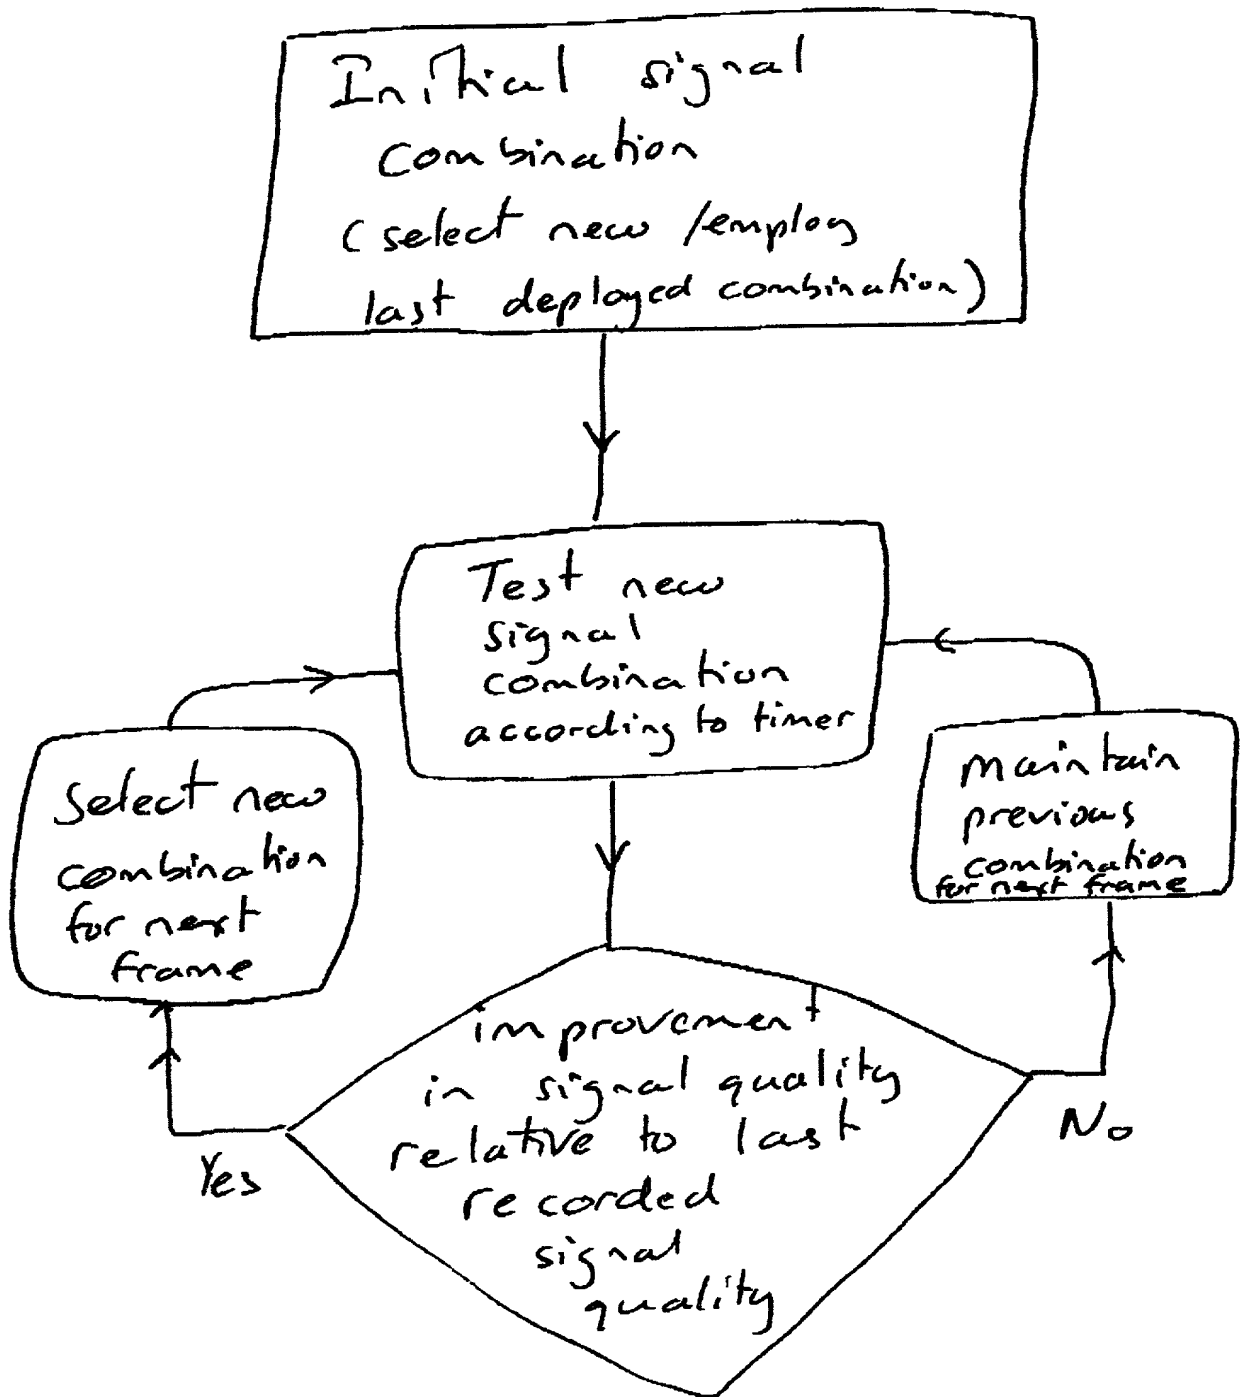 Initial signal
combination
(select new /employ
last deployed combination)
Test new
signal
combination
according to timer
Select new
combination
for next
frame
maintain
previous
combination
for next frame
improvement
in signal quality
relative to last
recorded
signal
quality
Yes
No